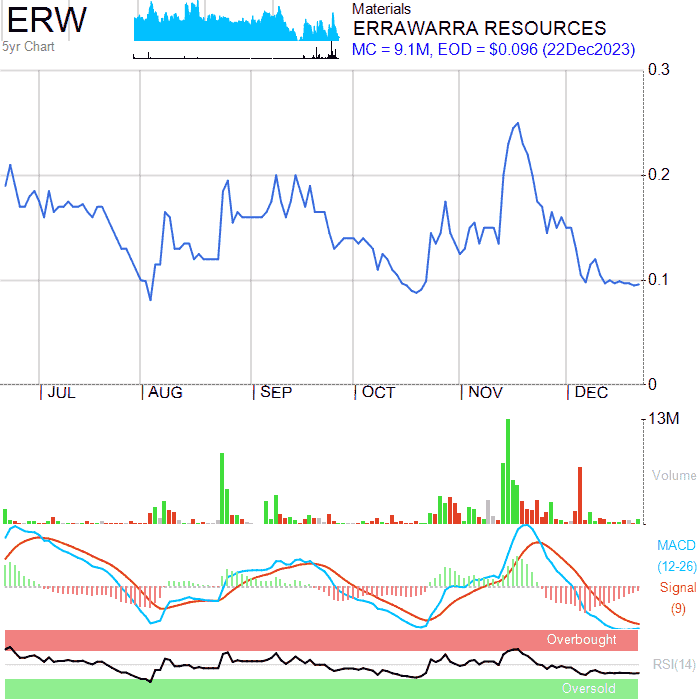 ERW
5yr Chart
Materials
ERRAWARRA RESOURCES
MC = 9.1M, EOD = $0.096 (22Dec2023)
0.3
0.2
0.1
0
JUL AUG SEP OCT NOV DEC
13M
Volume
MACD
(12-26)
Signal
(9)
Overbought
RSI(14)
Oversold